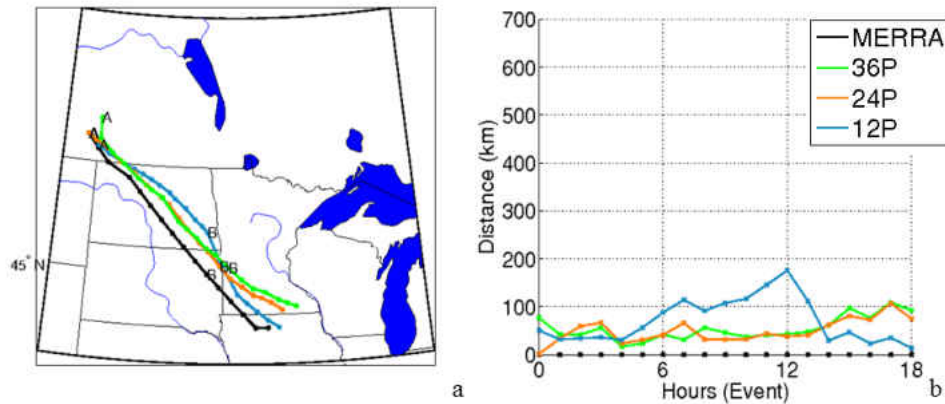 A
A
A
B
B
B
B
45° N
a
700
600
500
400
300
200
100
0
0
6
12
18
Distance (km)
Hours (Event)
MERRA
36P
24P
12P
b